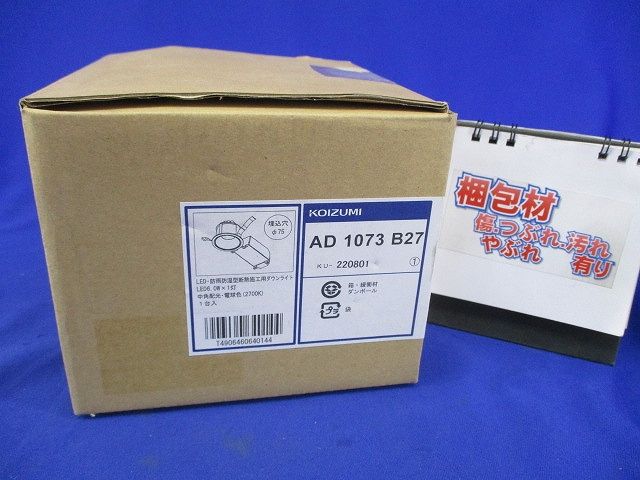 埋込穴
φ75
LED・防雨防湿型断熱施工用ダウンライト
LED6.0W×1灯
中角配光・電球色(2700K)
1台入
T4906460640144
KOIZUMI
AD 1073 B27
KU- 220801 ①
箱・緩衝材
ダンボール
プラ 袋
梱包材
傷.つぶれ.汚れ
やぶれ 有り